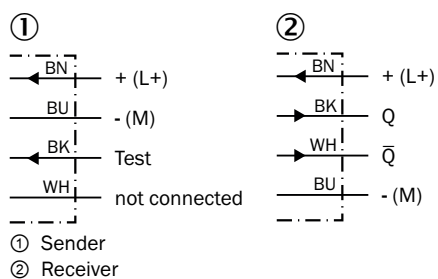 ①
BN + (L+)
BU - (M)
BK Test
WH not connected
②
BN + (L+)
BK Q
WH Q̅
BU - (M)
① Sender
② Receiver